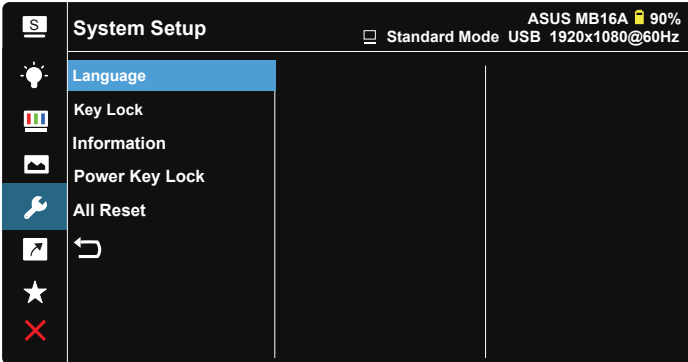 S
System Setup
ASUS MB16A 90%
Standard Mode USB 1920x1080@60Hz
Language
Key Lock
Information
Power Key Lock
All Reset